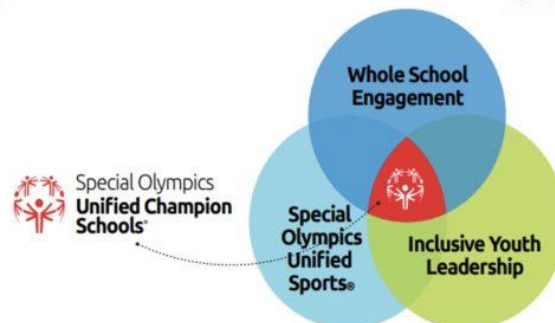 Whole School
Engagement
Special Olympics
Unified Champion
Schools®
Special
Olympics
Unified
Sports®
Inclusive Youth
Leadership